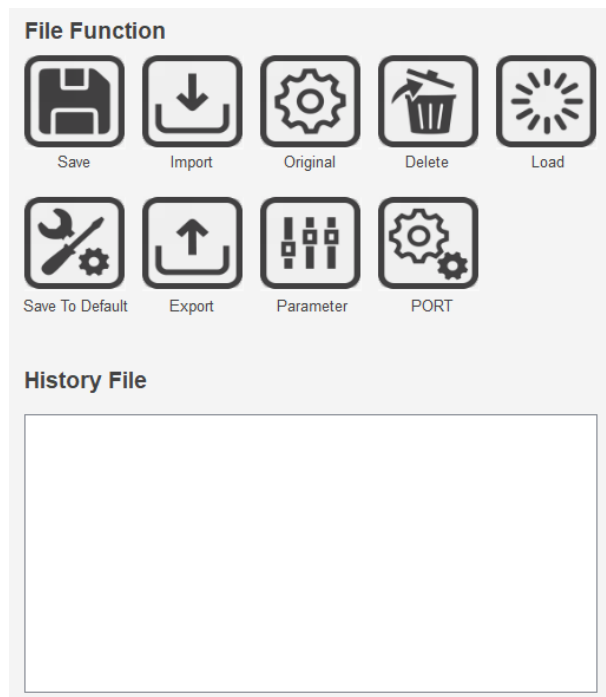 File Function
Save Import Original Delete Load
Save To Default Export Parameter PORT
History File